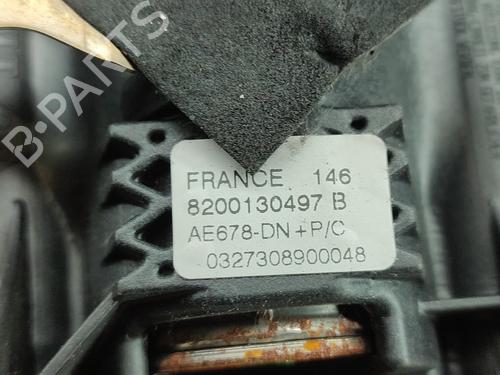 B-PARTS
FRANCE 146
8200130497 B
AE678-DN+P/C
0327308900048